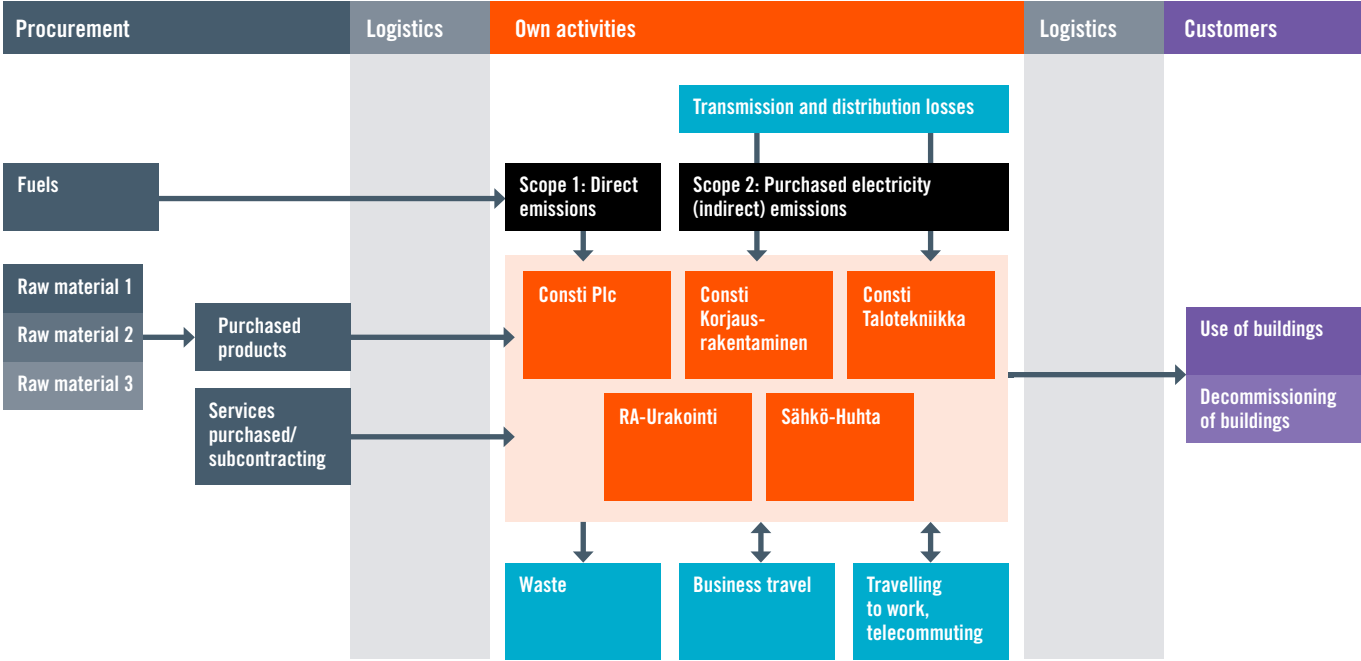 Procurement
Logistics
Own activities
Logistics
Customers
Transmission and distribution losses
Fuels
Scope 1: Direct
emissions
Scope 2: Purchased electricity
(indirect) emissions
Raw material 1
Raw material 2
Raw material 3
Purchased
products
Services
purchased/
subcontracting
Consti Plc
Consti
Korjaus-
rakentaminen
Consti
Talotekniikka
RA-Urakointi
Sähkö-Huhta
Use of buildings
Decommissioning
of buildings
Waste
Business travel
Travelling
to work,
telecommuting